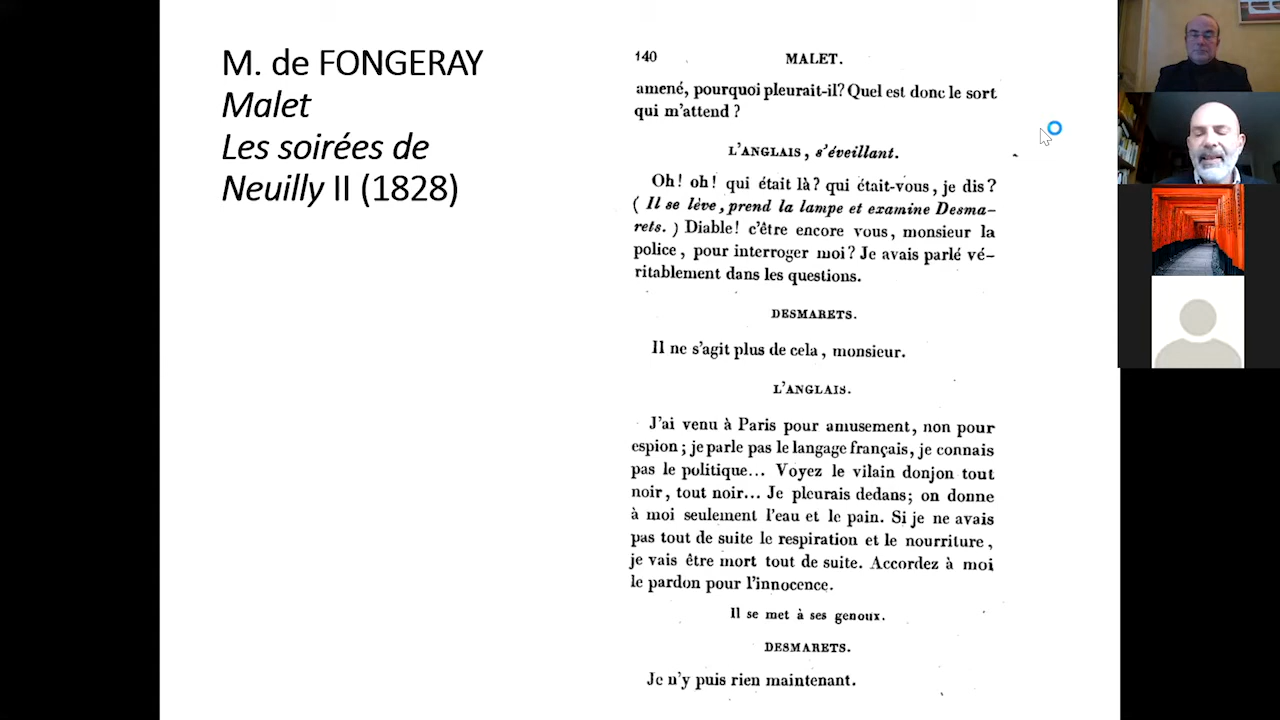 M. de FONGERAY
Malet
Les soirées de
Neuilly II (1828)
140 MALET.
amené, pourquoi pleurait-il? Quel est donc le sort
qui m'attend ?
L'ANGLAIS, s'éveillant.
Oh! oh! qui était là? qui était-vous, je dis?
( Il se lève, prend la lampe et examine Desma-
rets. ) Diable! c'être encore vous, monsieur la
police, pour interroger moi? Je avais parlé vé-
ritablement dans les questions.
DESMARETS.
Il ne s'agit plus de cela, monsieur.
L'ANGLAIS.
J'ai venu à Paris pour amusement, non pour
espion; je parle pas le langage français, je connais
pas le politique... Voyez le vilain donjon tout
noir, tout noir... Je pleurais dedans; on donne
à moi seulement l'eau et le pain. Si je ne avais
pas tout de suite le respiration et le nourriture,
je vais être mort tout de suite. Accordez à moi
le pardon pour l'innocence.
Il se met à ses genoux.
DESMARETS.
Je n'y puis rien maintenant.